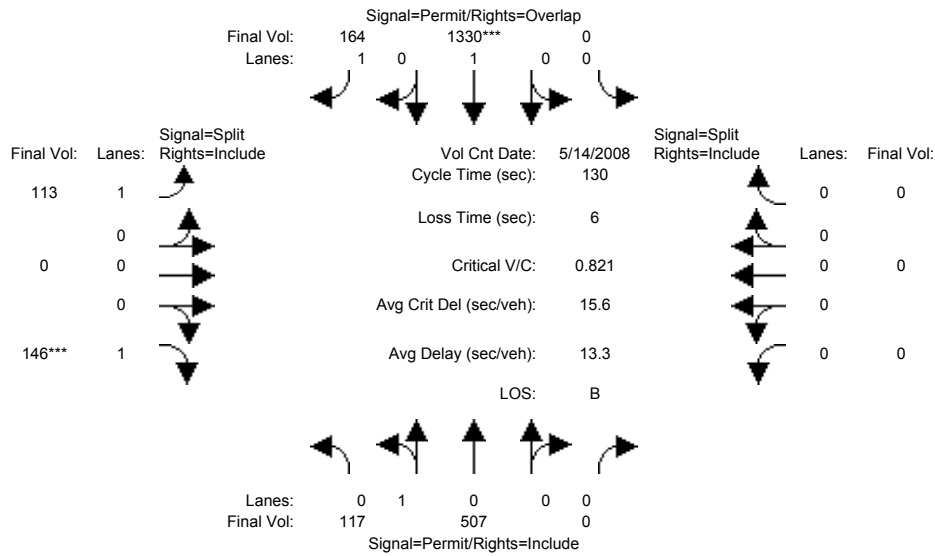 Signal=Permit/Rights=Overlap
Final Vol: 164 1330*** 0
Lanes: 1 0 1 0 0
Signal=Split
Final Vol: Lanes: Rights=Include
Vol Cnt Date: 5/14/2008
Signal=Split
Rights=Include Lanes: Final Vol:
Cycle Time (sec): 130
113 1
0 0
Loss Time (sec): 6
0
0
0 0
Critical V/C: 0.821
0 0
0
Avg Crit Del (sec/veh): 15.6
0
146*** 1
Avg Delay (sec/veh): 13.3
0 0
LOS: B
Lanes: 0 1 0 0 0
Final Vol: 117 507 0
Signal=Permit/Rights=Include